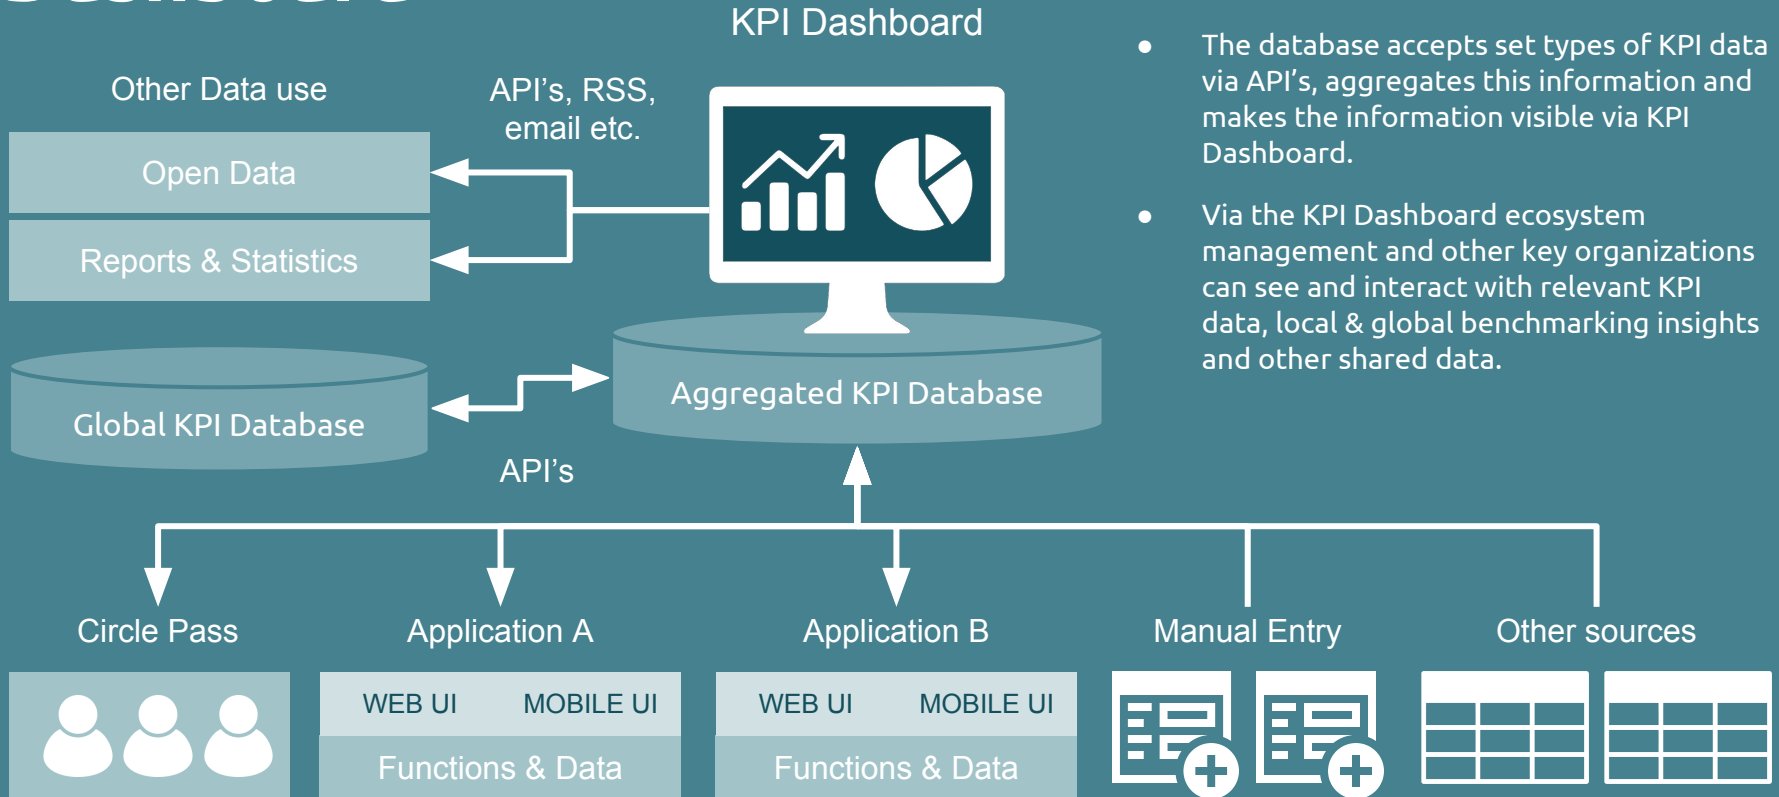 KPI Dashboard
Other Data use
API's, RSS,
email etc.
Open Data
Reports & Statistics
Global KPI Database
Aggregated KPI Database
API's
● The database accepts set types of KPI data
via API's, aggregates this information and
makes the information visible via KPI
Dashboard.
● Via the KPI Dashboard ecosystem
management and other key organizations
can see and interact with relevant KPI
data, local & global benchmarking insights
and other shared data.
Circle Pass
Application A
Application B
Manual Entry
Other sources
WEB UI MOBILE UI
WEB UI MOBILE UI
Functions & Data
Functions & Data